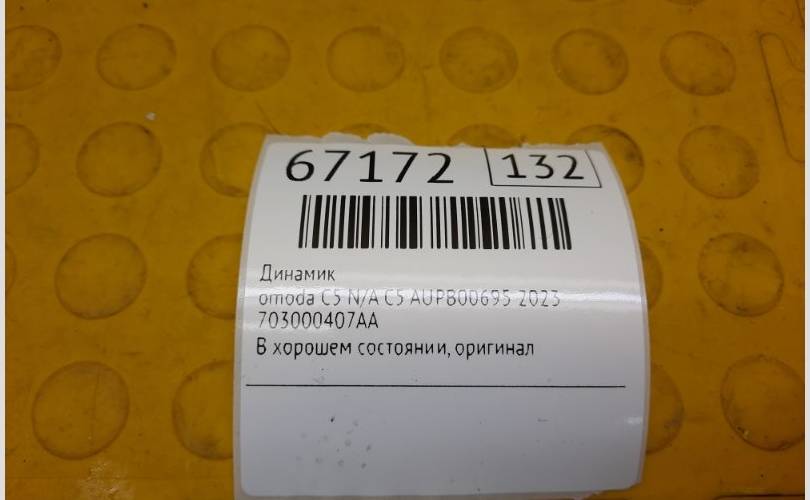 67172 132
Динамик
omoda C5 N/A C5 AUPB00695 2023
703000407AA
В хорошем состоянии, оригинал